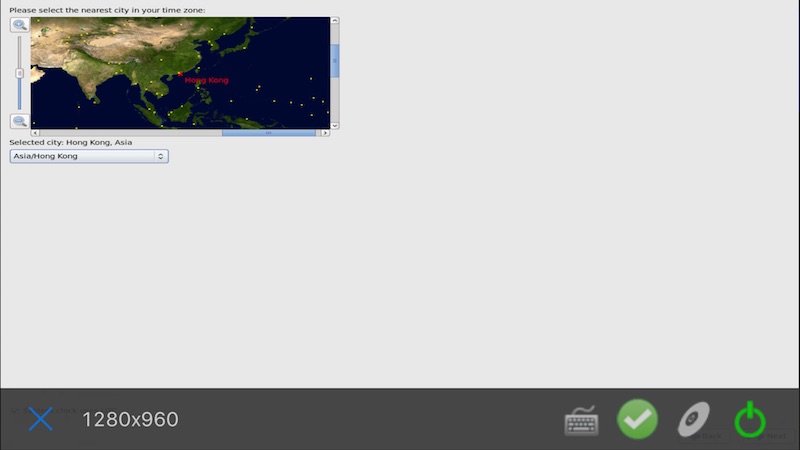 Please select the nearest city in your time zone:
Hong Kong
Selected city: Hong Kong, Asia
Asia/Hong Kong
1280x960